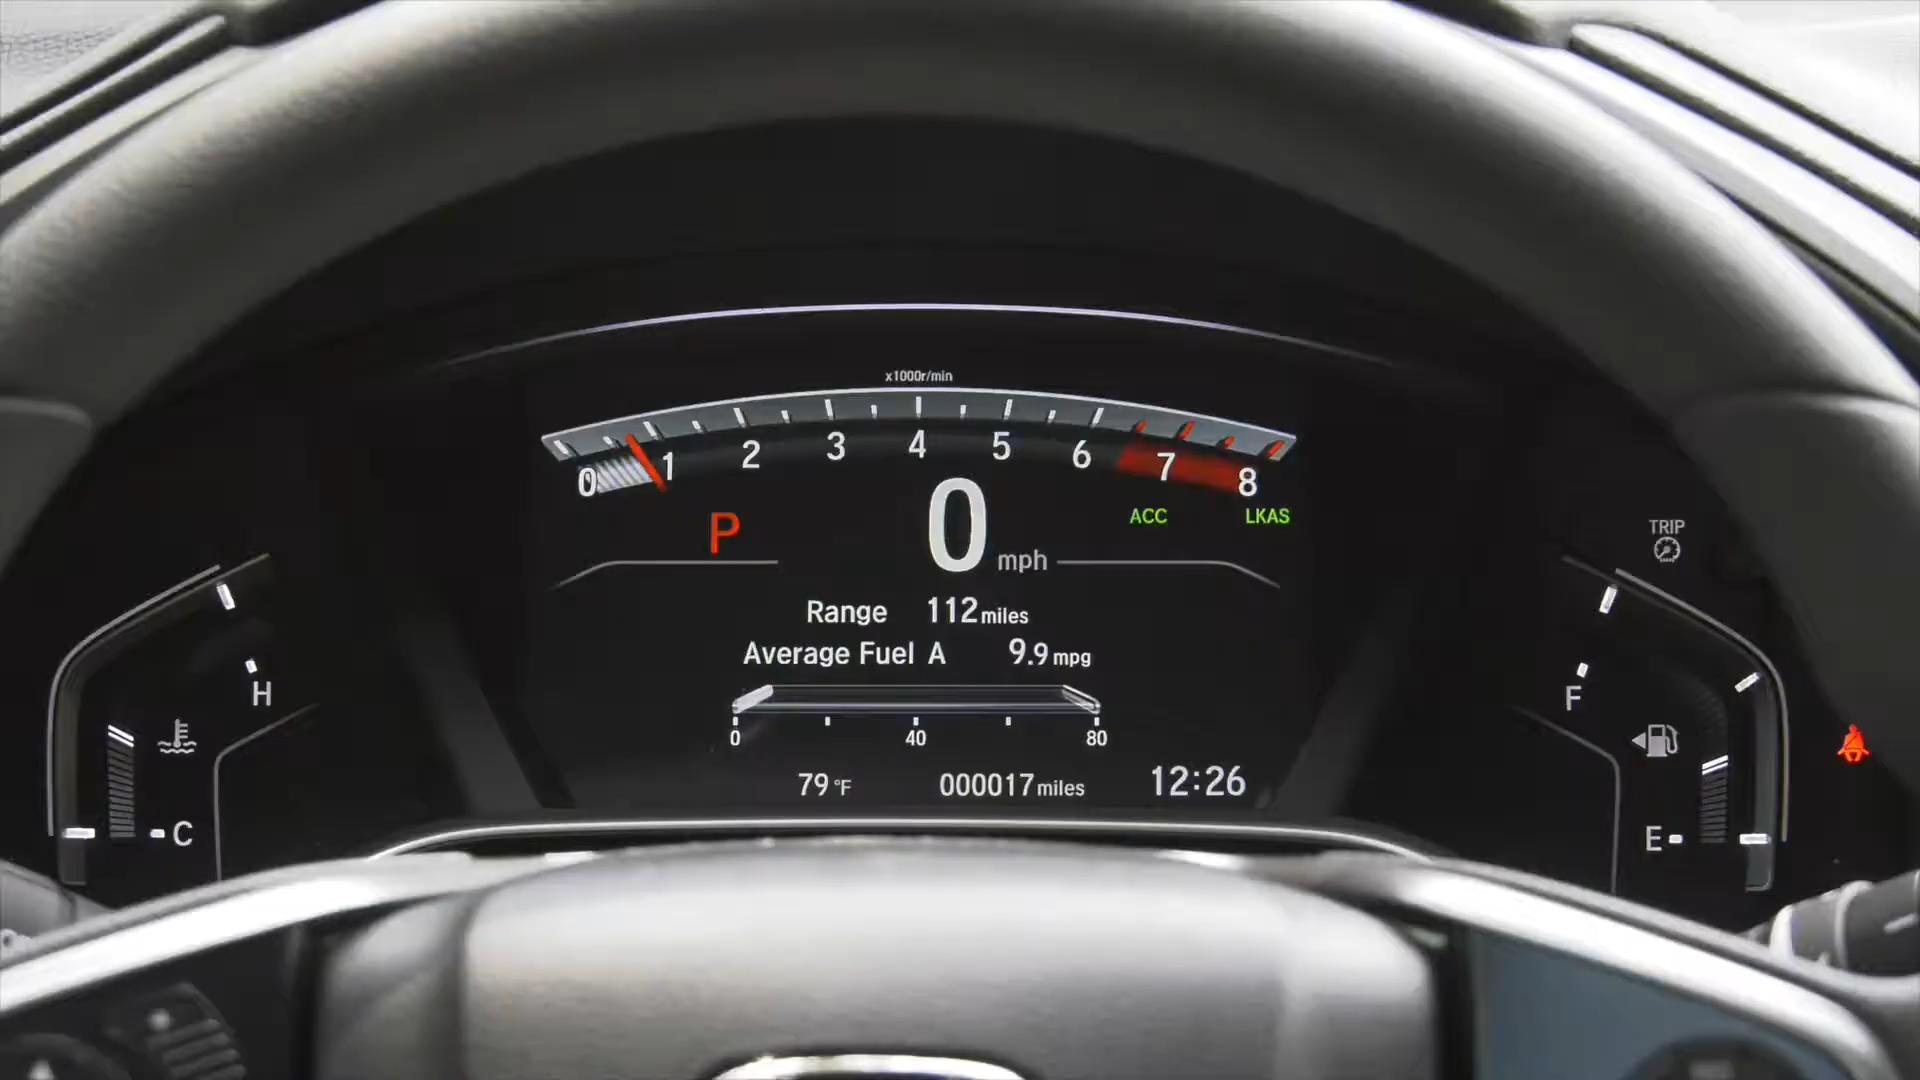 x1000r/min
0 1 2 3 4 5 6 7 8
P 0 mph ACC LKAS
TRIP
Range 112 miles
Average Fuel A 9.9 mpg
0 40 80
79 °F 000017 miles 12:26
H
C
F
E